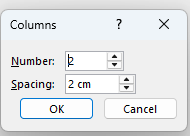 Columns ? ×
Number: 2
Spacing: 2 cm
OK Cancel